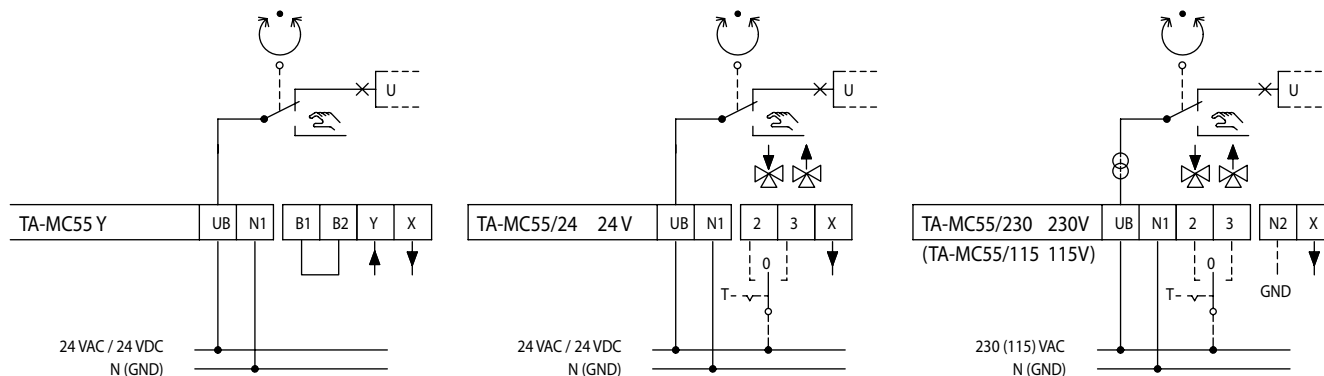 U
TA-MC55 Y UB N1 B1 B2 Y X
24 VAC / 24 VDC
N (GND)
U
TA-MC55/24 24 V UB N1 2 3 X
0
T
24 VAC / 24 VDC
N (GND)
U
TA-MC55/230 230V UB N1 2 3 N2 X
(TA-MC55/115 115V)
0
T
GND
230 (115) VAC
N (GND)